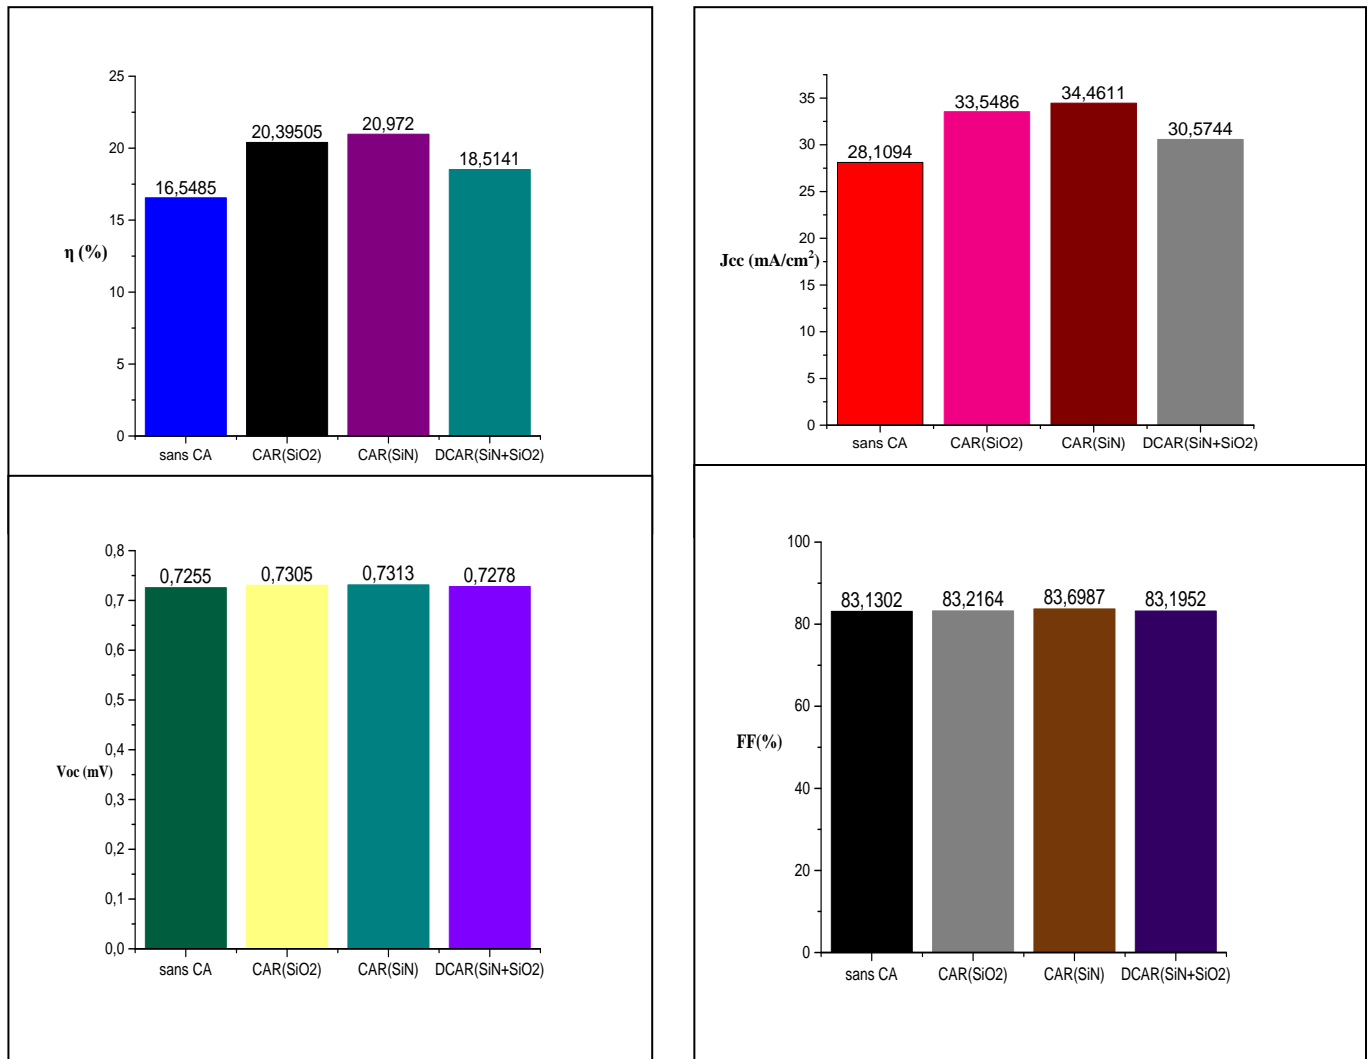 25
20
15
10
5
0
η (%)
16,5485
20,39505
20,972
18,5141
sans CA
CAR(SiO2)
CAR(SiN)
DCAR(SiN+SiO2)
35
30
25
20
15
10
5
0
Jcc (mA/cm²)
28,1094
33,5486
34,4611
30,5744
sans CA
CAR(SiO2)
CAR(SiN)
DCAR(SiN+SiO2)
0,8
0,7
0,6
0,5
0,4
0,3
0,2
0,1
0,0
Voc (mV)
0,7255
0,7305
0,7313
0,7278
sans CA
CAR(SiO2)
CAR(SiN)
DCAR(SiN+SiO2)
100
80
60
40
20
0
FF(%)
83,1302
83,2164
83,6987
83,1952
sans CA
CAR(SiO2)
CAR(SiN)
DCAR(SiN+SiO2)